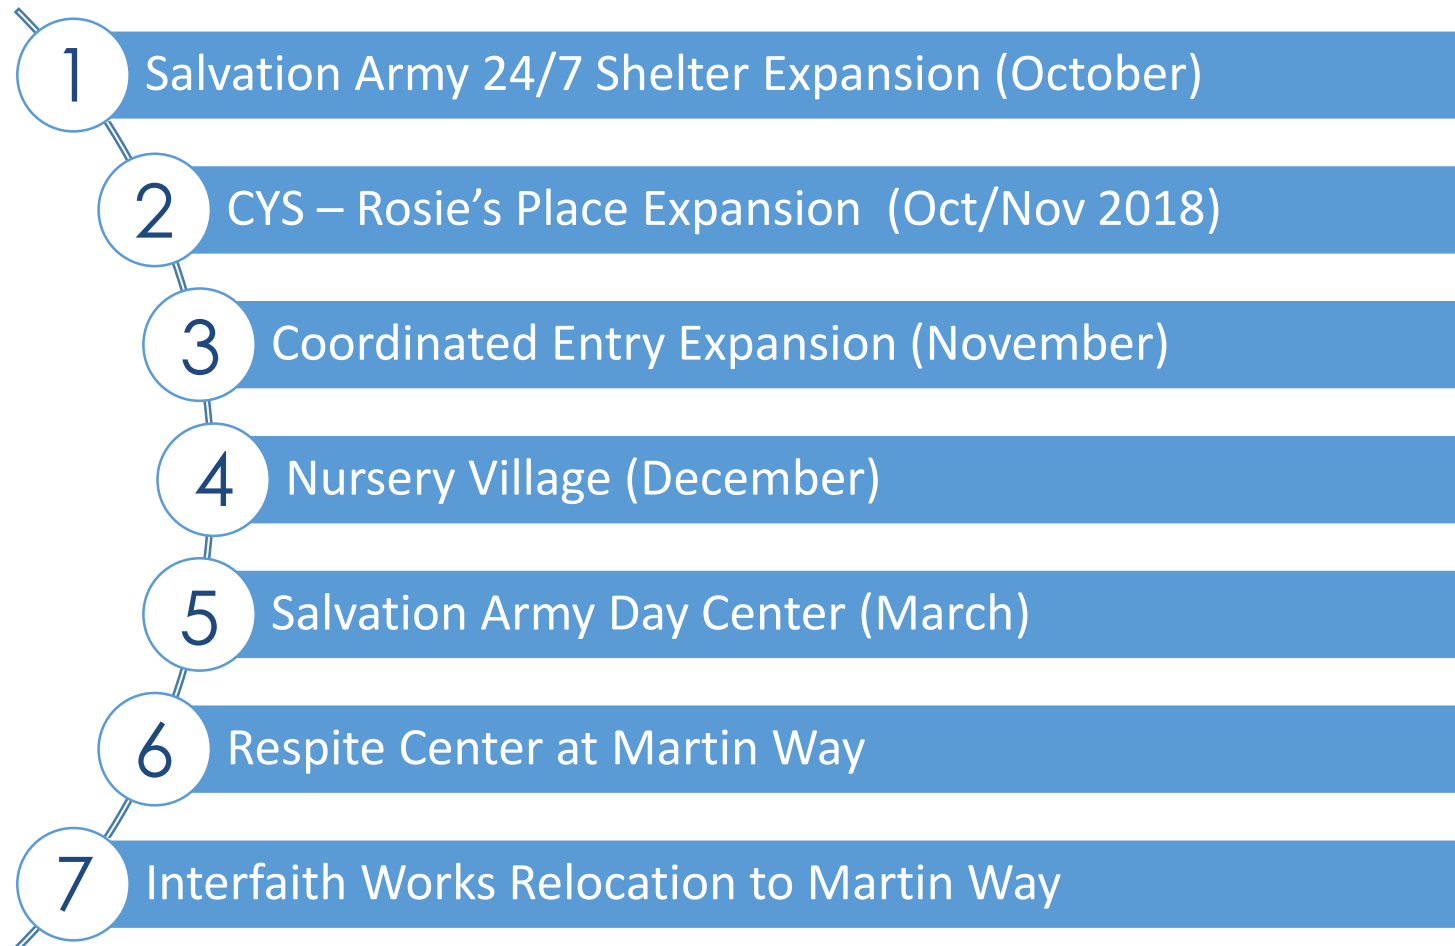 1
Salvation Army 24/7 Shelter Expansion (October)
2
CYS – Rosie’s Place Expansion  (Oct/Nov 2018)
3
Coordinated Entry Expansion (November)
4
Nursery Village (December)
5
Salvation Army Day Center (March)
6
Respite Center at Martin Way
7
Interfaith Works Relocation to Martin Way